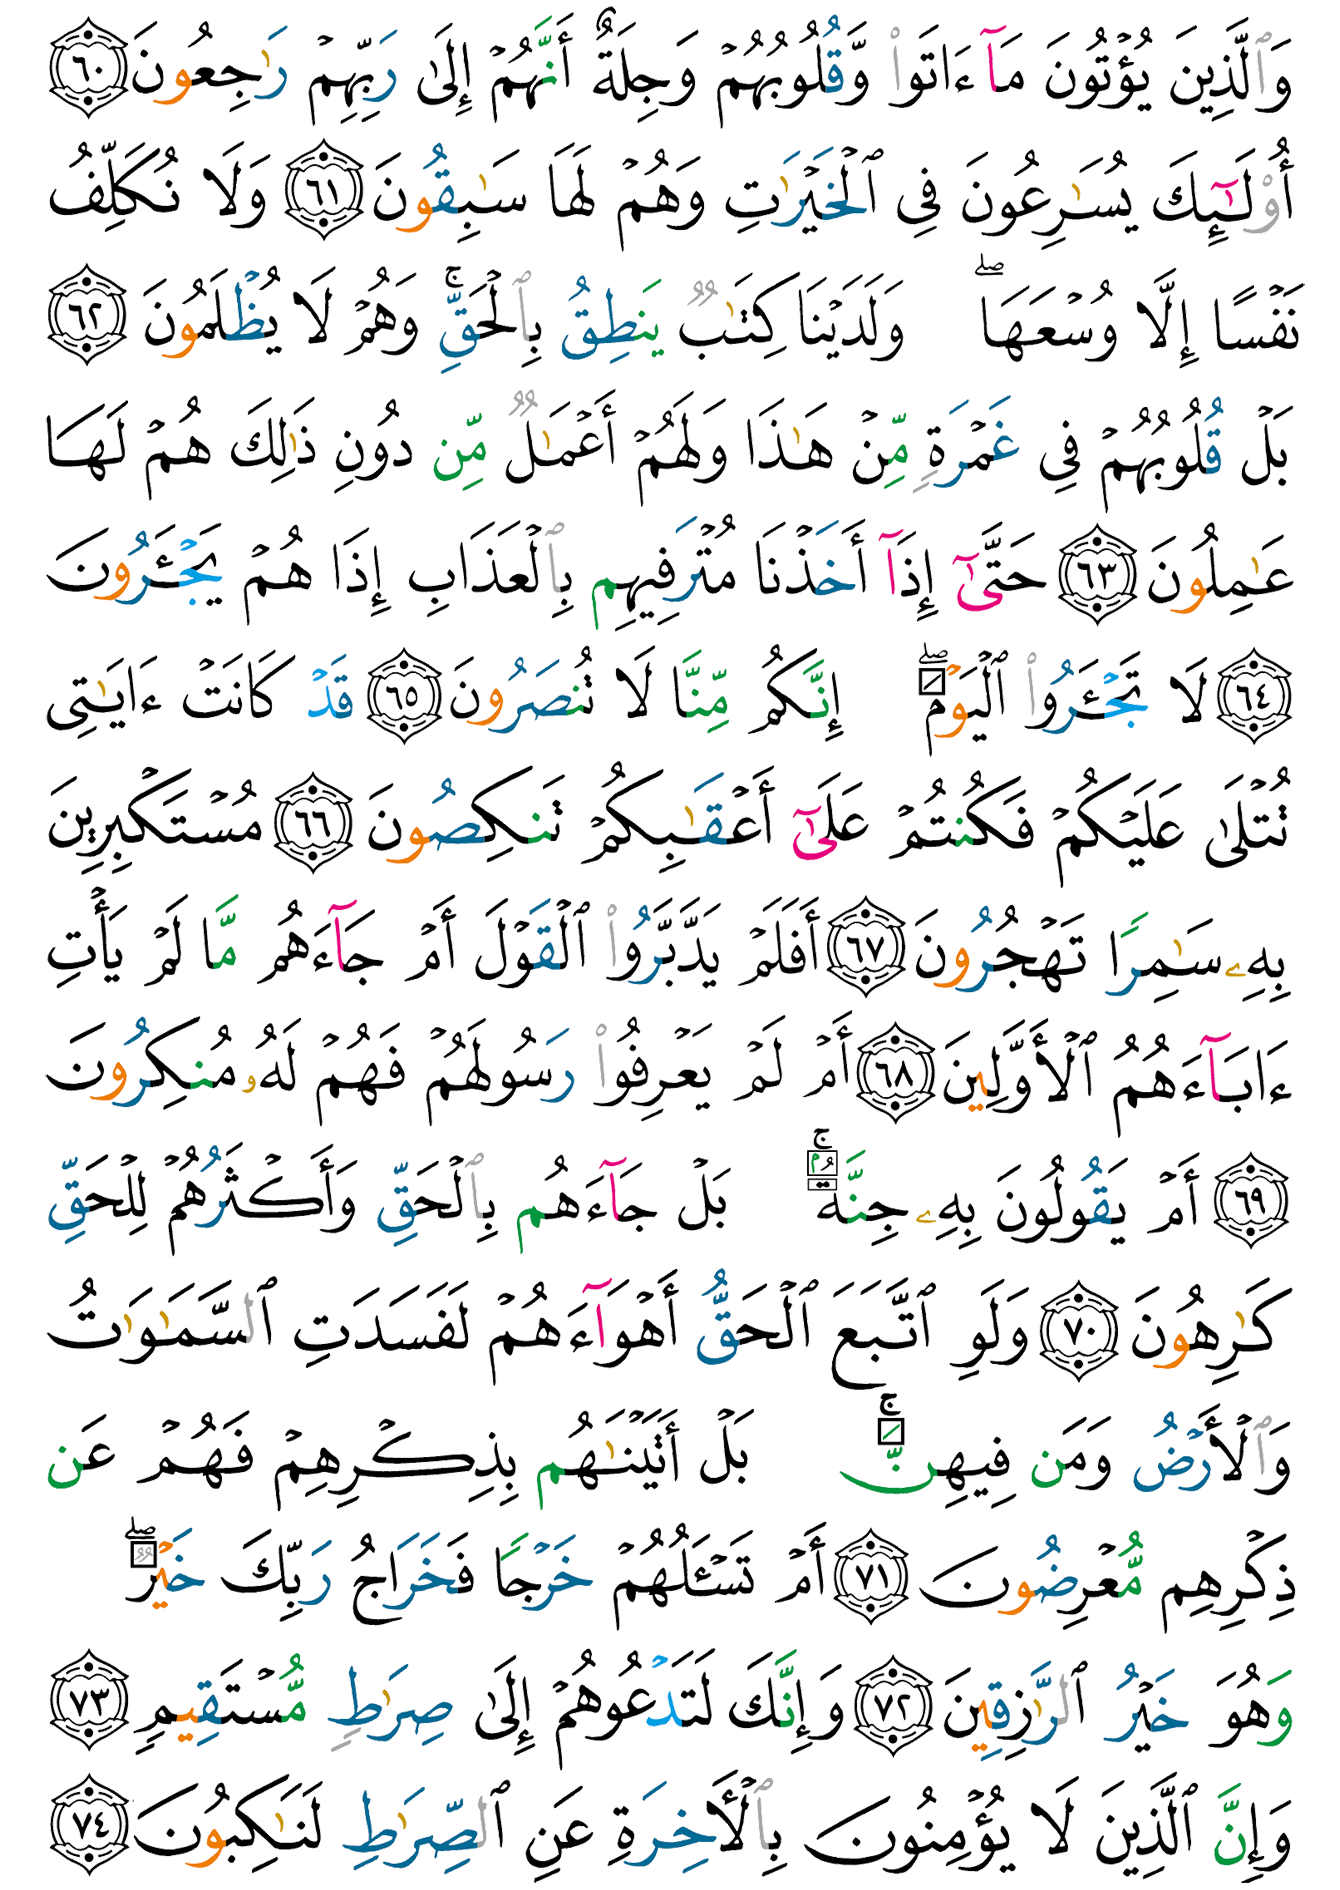 وَٱلَّذِينَ يُؤْتُونَ مَآ ءَاتَوا۟ وَّقُلُوبُهُمْ وَجِلَةٌ أَنَّهُمْ إِلَىٰ رَبِّهِمْ رَٰجِعُونَ ٦٠
أُو۟لَـٰٓئِكَ يُسَـٰرِعُونَ فِى ٱلْخَيْرَٰتِ وَهُمْ لَهَا سَـٰبِقُونَ ٦١ وَلَا نُكَلِّفُ
نَفْسًا إِلَّا وُسْعَهَا ۖ وَلَدَيْنَا كِتَـٰبٌ يَنطِقُ بِٱلْحَقِّ ۚ وَهُمْ لَا يُظْلَمُونَ ٦٢
بَلْ قُلُوبُهُمْ فِى غَمْرَةٍ مِّنْ هَـٰذَا وَلَهُمْ أَعْمَـٰلٌ مِّن دُونِ ذَٰلِكَ هُمْ لَهَا
عَـٰمِلُونَ ٦٣ حَتَّىٰٓ إِذَآ أَخَذْنَا مُتْرَفِيهِم بِٱلْعَذَابِ إِذَا هُمْ يَجْـَٔرُونَ
٦٤ لَا تَجْـَٔرُوا۟ ٱلْيَوْمَ ۖ إِنَّكُم مِّنَّا لَا تُنصَرُونَ ٦٥ قَدْ كَانَتْ ءَايَـٰتِى
تُتْلَىٰ عَلَيْكُمْ فَكُنتُمْ عَلَىٰٓ أَعْقَـٰبِكُمْ تَنكِصُونَ ٦٦ مُسْتَكْبِرِينَ
بِهِۦ سَـٰمِرًا تَهْجُرُونَ ٦٧ أَفَلَمْ يَدَّبَّرُوا۟ ٱلْقَوْلَ أَمْ جَآءَهُم مَّا لَمْ يَأْتِ
ءَابَآءَهُمُ ٱلْأَوَّلِينَ ٦٨ أَمْ لَمْ يَعْرِفُوا۟ رَسُولَهُمْ فَهُمْ لَهُۥ مُنكِرُونَ
٦٩ أَمْ يَقُولُونَ بِهِۦ جِنَّةٌۢ ۚ بَلْ جَآءَهُم بِٱلْحَقِّ وَأَكْثَرُهُمْ لِلْحَقِّ
كَـٰرِهُونَ ٧٠ وَلَوِ ٱتَّبَعَ ٱلْحَقُّ أَهْوَآءَهُمْ لَفَسَدَتِ ٱلسَّمَـٰوَٰتُ
وَٱلْأَرْضُ وَمَن فِيهِنَّ ۚ بَلْ أَتَيْنَـٰهُم بِذِكْرِهِمْ فَهُمْ عَن
ذِكْرِهِم مُّعْرِضُونَ ٧١ أَمْ تَسْـَٔلُهُمْ خَرْجًا فَخَرَاجُ رَبِّكَ خَيْرٌ ۖ
وَهُوَ خَيْرُ ٱلرَّٰزِقِينَ ٧٢ وَإِنَّكَ لَتَدْعُوهُمْ إِلَىٰ صِرَٰطٍ مُّسْتَقِيمٍ ٧٣
وَإِنَّ ٱلَّذِينَ لَا يُؤْمِنُونَ بِٱلْـَٔاخِرَةِ عَنِ ٱلصِّرَٰطِ لَنَـٰكِبُونَ ٧٤